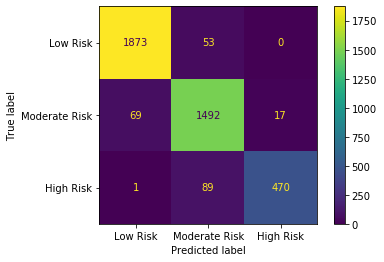 Low Risk 1873 53 0
Moderate Risk 69 1492 17
High Risk 1 89 470
Low Risk Moderate Risk High Risk
Predicted label
True label
1750
1500
1250
1000
750
500
250
0